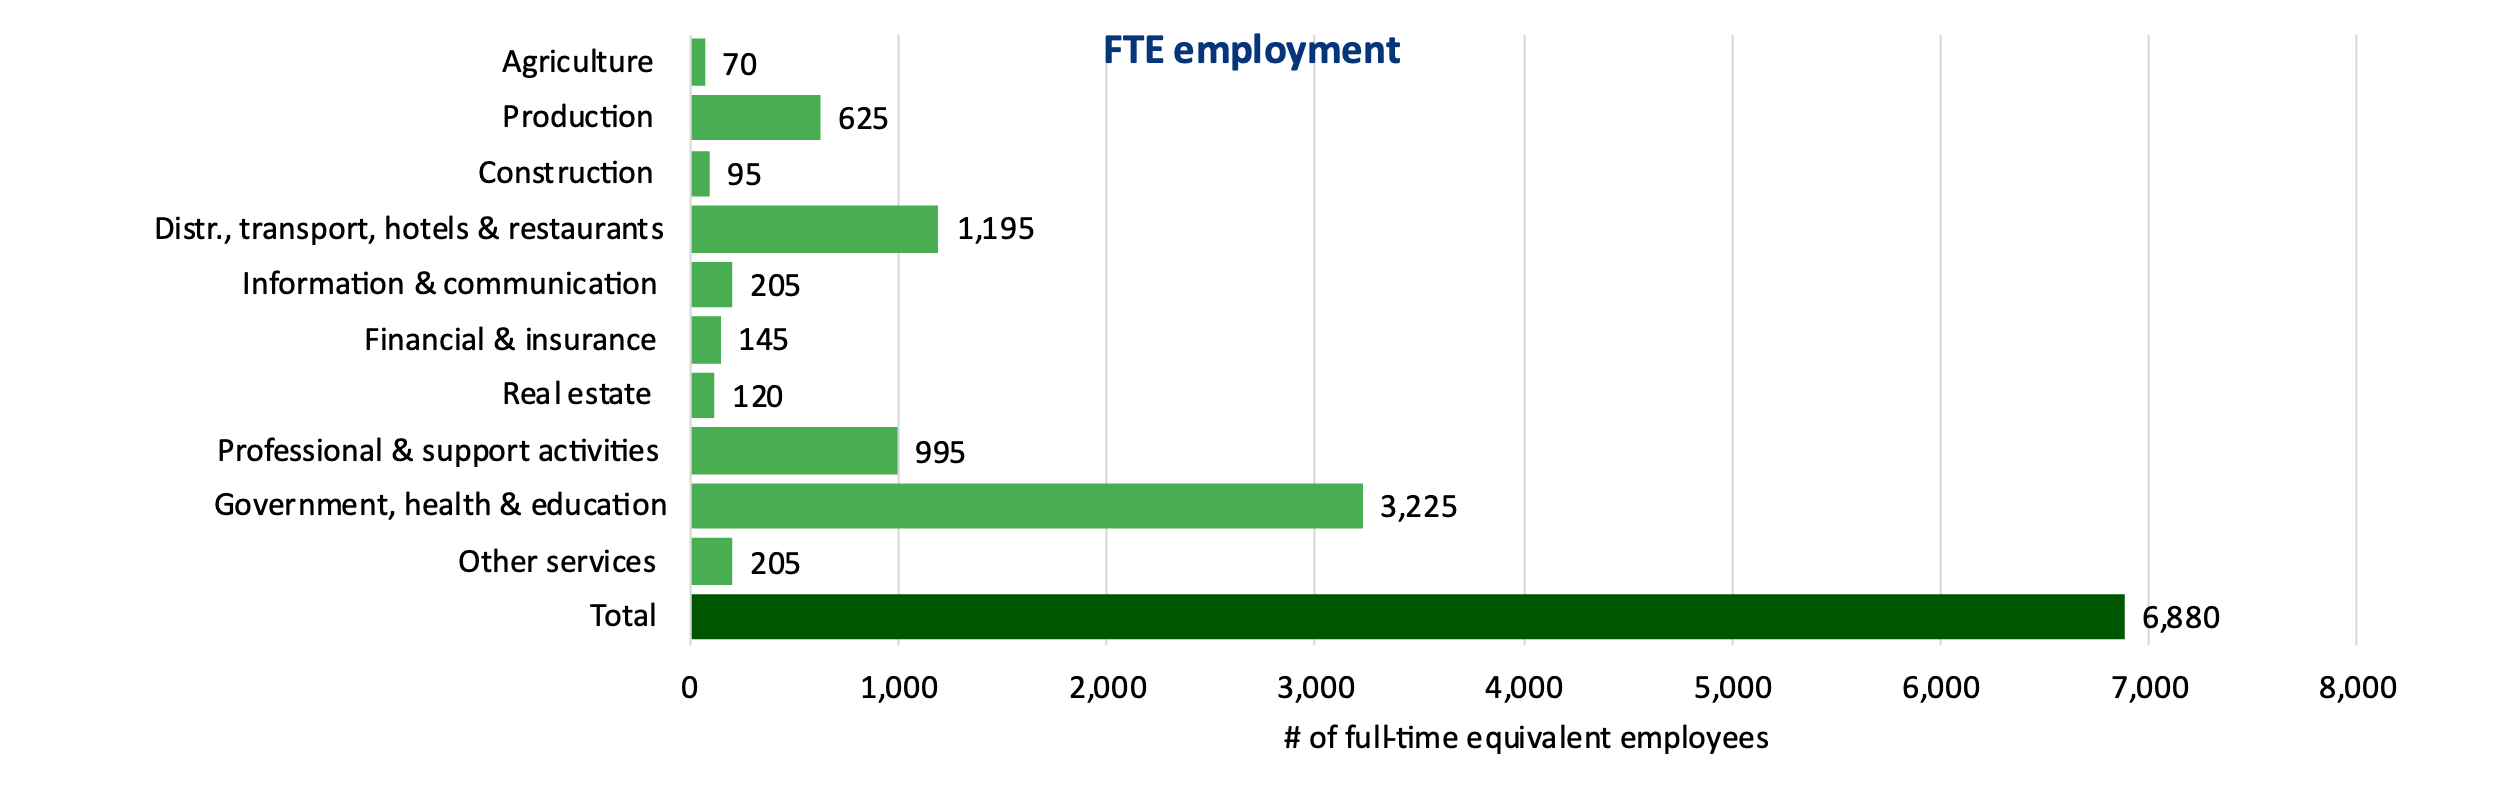 FTE employment
Agriculture 70
Production 625
Construction 95
Distr., transport, hotels & restaurants 1,195
Information & communication 205
Financial & insurance 145
Real estate 120
Professional & support activities 995
Government, health & education 3,225
Other services 205
Total 6,880
0 1,000 2,000 3,000 4,000 5,000 6,000 7,000 8,000
# of full-time equivalent employees